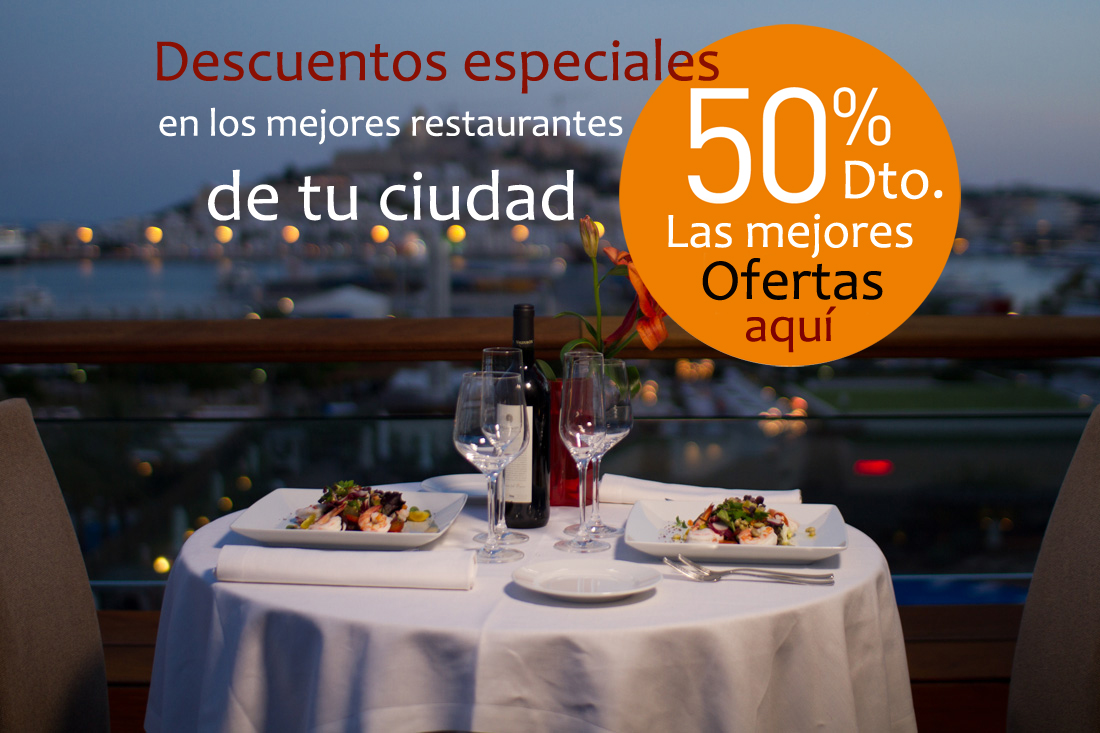 Descuentos especiales
en los mejores restaurantes
de tu ciudad
50%
Dto.
Las mejores
Ofertas
aquí